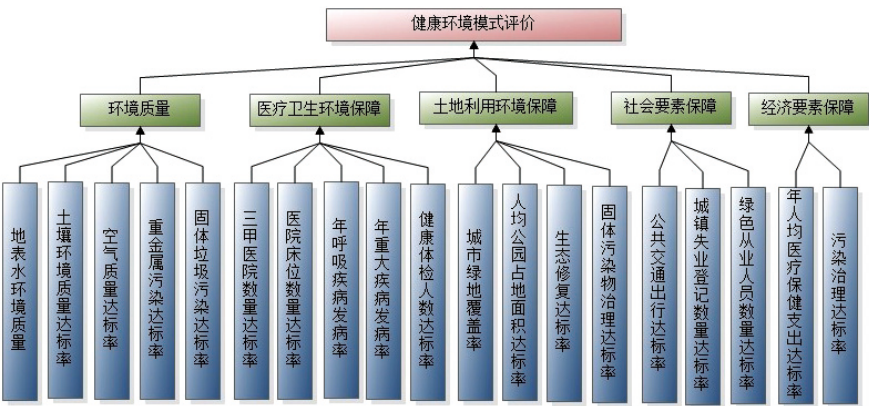 健康环境模式评价
环境质量
医疗卫生环境保障
土地利用环境保障
社会要素保障
经济要素保障
地表水环境质量
土壤环境质量达标率
空气质量达标率
重金属污染达标率
固体垃圾污染达标率
三甲医院数量达标率
医院床位数量达标率
年呼吸疾病发病率
年重大疾病发病率
健康体检人数达标率
城市绿地覆盖率
人均公园占地面积达标率
生态修复达标率
固体污染物治理达标率
公共交通出行达标率
城镇失业登记数量达标率
绿色从业人员数量达标率
年人均医疗保健支出达标率
污染治理达标率